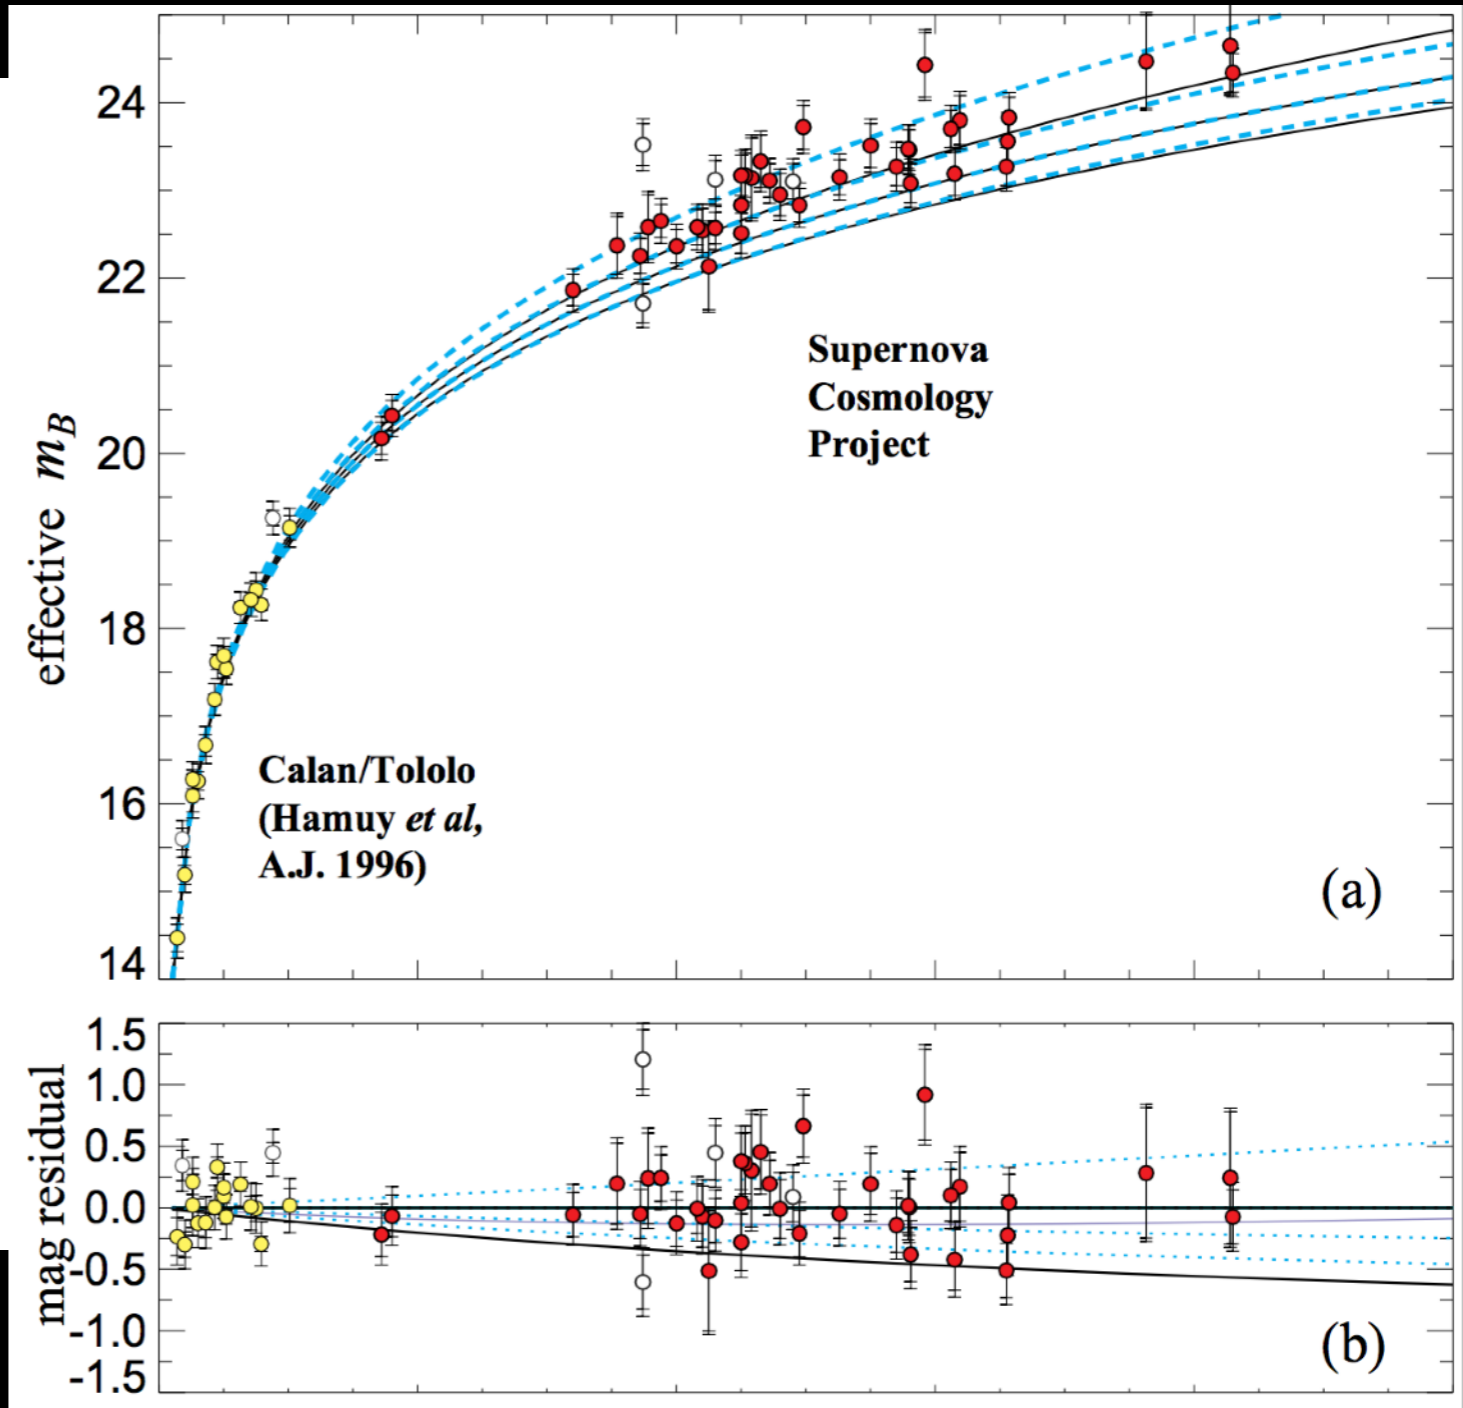 24
22
20
18
16
14
effective m_B
Supernova
Cosmology
Project
Calan/Tololo
(Hamuy et al,
A.J. 1996)
(a)
1.5
1.0
0.5
0.0
-0.5
-1.0
-1.5
mag residual
(b)